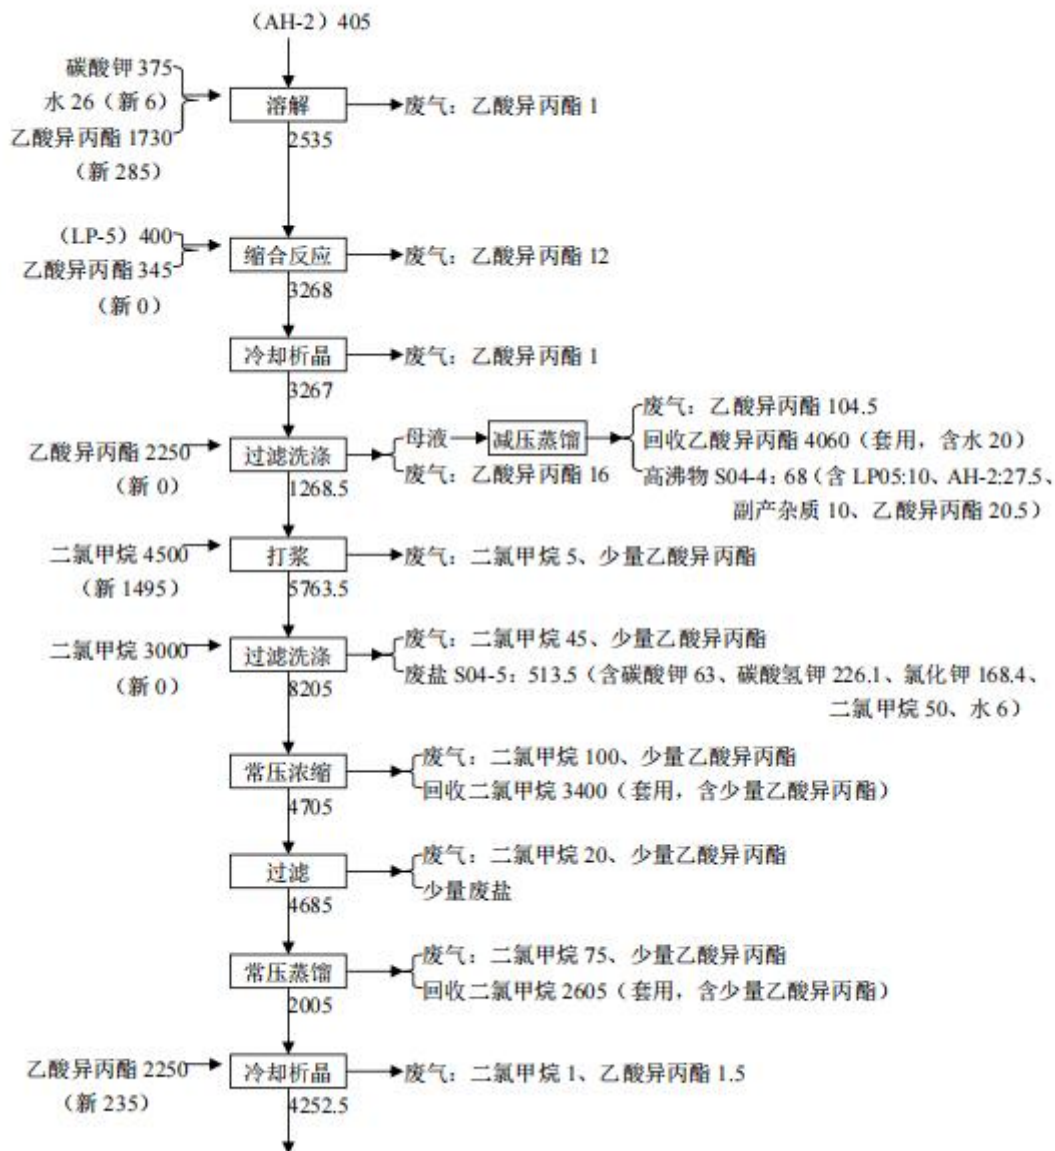 （AH-2）405
碳酸钾 375
水 26（新 6）
乙酸异丙酯 1730
（新 285）
溶解
废气：乙酸异丙酯 1
2535
（LP-5）400
乙酸异丙酯 345
（新 0）
缩合反应
废气：乙酸异丙酯 12
3268
冷却析晶
废气：乙酸异丙酯 1
3267
乙酸异丙酯 2250
（新 0）
过滤洗涤
母液
减压蒸馏
废气：乙酸异丙酯 104.5
回收乙酸异丙酯 4060（套用，含水 20）
高沸物 S04-4：68（含 LP05:10、AH-2:27.5、
副产杂质 10、乙酸异丙酯 20.5）
废气：乙酸异丙酯 16
1268.5
二氯甲烷 4500
（新 1495）
打浆
废气：二氯甲烷 5、少量乙酸异丙酯
5763.5
二氯甲烷 3000
（新 0）
过滤洗涤
废气：二氯甲烷 45、少量乙酸异丙酯
废盐 S04-5：513.5（含碳酸钾 63、碳酸氢钾 226.1、氯化钾 168.4、
二氯甲烷 50、水 6）
8205
常压浓缩
废气：二氯甲烷 100、少量乙酸异丙酯
回收二氯甲烷 3400（套用，含少量乙酸异丙酯）
4705
过滤
废气：二氯甲烷 20、少量乙酸异丙酯
少量废盐
4685
常压蒸馏
废气：二氯甲烷 75、少量乙酸异丙酯
回收二氯甲烷 2605（套用，含少量乙酸异丙酯）
2005
乙酸异丙酯 2250
（新 235）
冷却析晶
废气：二氯甲烷 1、乙酸异丙酯 1.5
4252.5